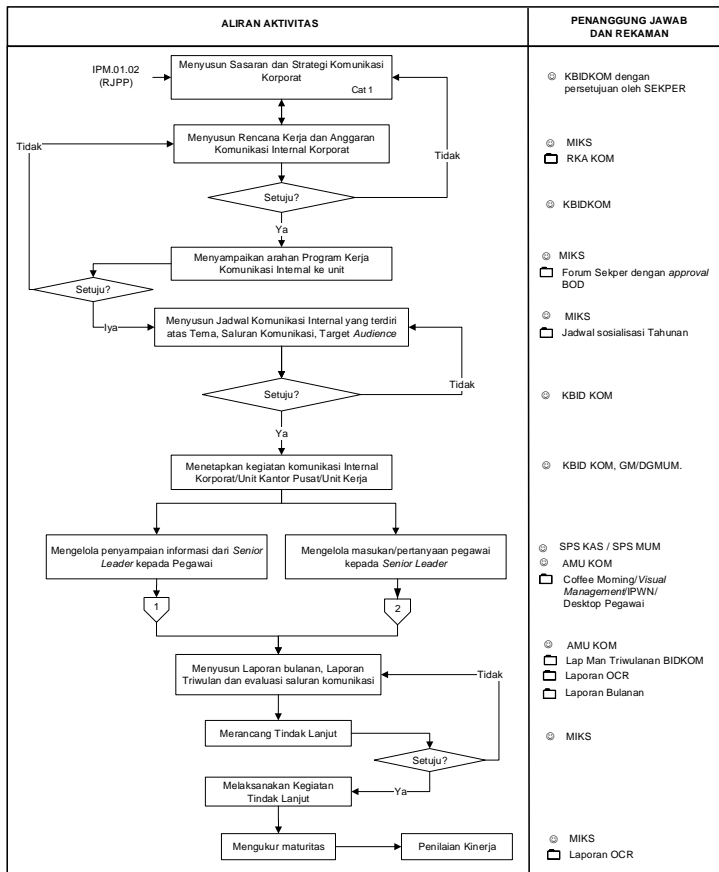 ALIRAN AKTIVITAS
PENANGGUNG JAWAB
DAN REKAMAN
IPM.01.02
(RJPP)
Menyusun Sasaran dan Strategi Komunikasi
Korporat
Cat 1
KBIDKOM dengan
persetujuan oleh SEKPER
Tidak
Menyusun Rencana Kerja dan Anggaran
Komunikasi Internal Korporat
Tidak
MIKS
RKA KOM
Setuju?
KBIDKOM
Ya
Menyampaikan arahan Program Kerja
Komunikasi Internal ke unit
MIKS
Forum Sekper dengan approval
BOD
Setuju?
Iya
Menyusun Jadwal Komunikasi Internal yang terdiri
atas Tema, Saluran Komunikasi, Target Audience
MIKS
Jadwal sosialisasi Tahunan
Tidak
Setuju?
KBID KOM
Ya
Menetapkan kegiatan komunikasi Internal
Korporat/Unit Kantor Pusat/Unit Kerja
KBID KOM, GM/DGMUM.
Mengelola penyampaian informasi dari Senior
Leader kepada Pegawai
Mengelola masukan/pertanyaan pegawai
kepada Senior Leader
SPS KAS / SPS MUM
AMU KOM
Coffee Morning/Visual
Management/IPWN/
Desktop Pegawai
1
2
Menyusun Laporan bulanan, Laporan
Triwulan dan evaluasi saluran komunikasi
Tidak
AMU KOM
Lap Man Triwulanan BIDKOM
Laporan OCR
Laporan Bulanan
Merancang Tindak Lanjut
Setuju?
MIKS
Ya
Melaksanakan Kegiatan
Tindak Lanjut
Mengukur maturitas
Penilaian Kinerja
MIKS
Laporan OCR